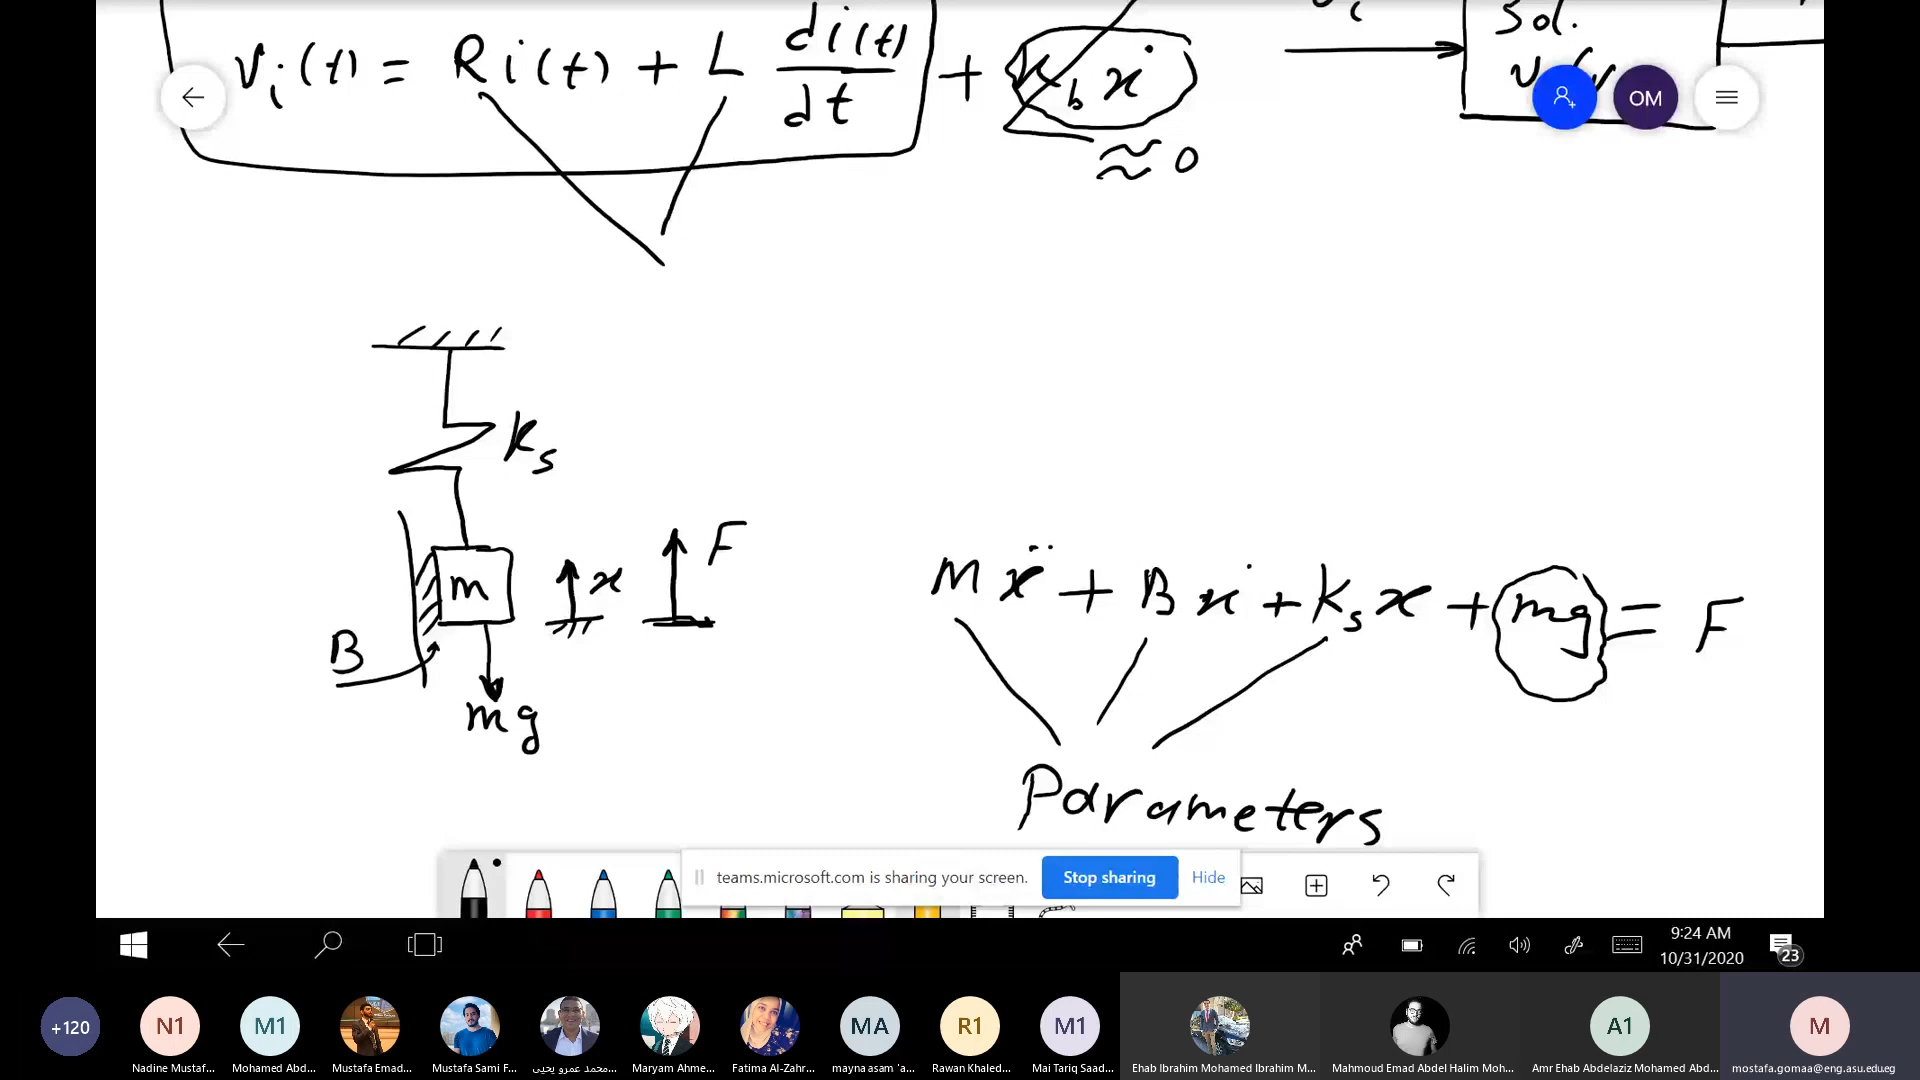 Vi(t) = Ri(t) + L di(t)/dt + Kb ẋ
≈ 0
Sol.
OM
Ks
m
x
F
B
mg
Mẍ + Bẋ + Ksx + mg = F
Parameters
teams.microsoft.com is sharing your screen.
Stop sharing
Hide
9:24 AM
10/31/2020
23
+120
N1
M1
MA
R1
M1
A1
M
Nadine Mustaf...
Mohamed Abd...
Mustafa Emad...
Mustafa Sami F...
محمد عمرو يحيى...
Maryam Ahme...
Fatima Al-Zahr...
mayna asam 'a...
Rawan Khaled...
Mai Tariq Saad...
Ehab Ibrahim Mohamed Ibrahim M...
Mahmoud Emad Abdel Halim Moh...
Amr Ehab Abdelaziz Mohamed Abd...
mostafa.gomaa@eng.asu.edu.eg